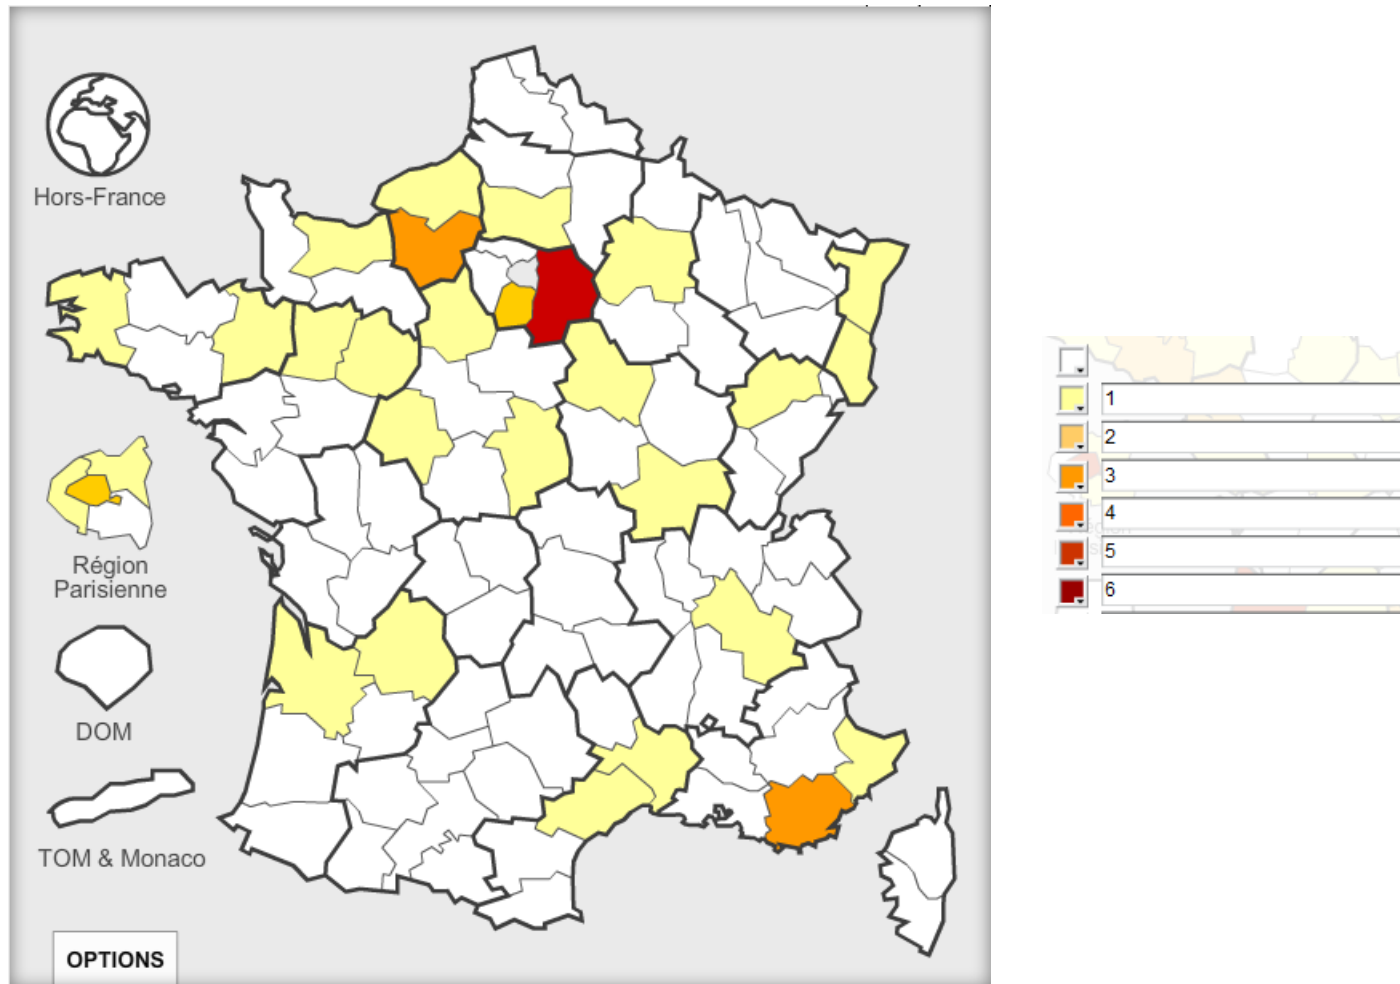 Hors-France
Région
Parisienne
DOM
TOM & Monaco
OPTIONS
1
2
3
4
5
6